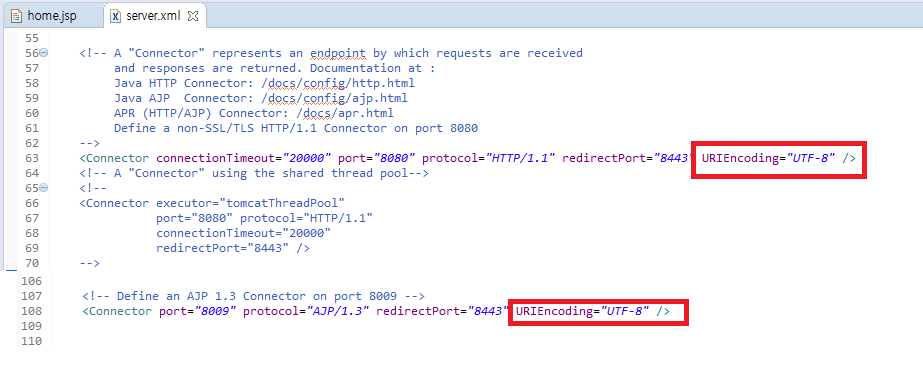 home.jsp server.xml
55
56 <!-- A "Connector" represents an endpoint by which requests are received
57 and responses are returned. Documentation at :
58 Java HTTP Connector: /docs/config/http.html
59 Java AJP  Connector: /docs/config/ajp.html
60 APR (HTTP/AJP) Connector: /docs/apr.html
61 Define a non-SSL/TLS HTTP/1.1 Connector on port 8080
62 -->
63 <Connector connectionTimeout="20000" port="8080" protocol="HTTP/1.1" redirectPort="8443" URIEncoding="UTF-8" />
64 <!-- A "Connector" using the shared thread pool-->
65 <!--
66 <Connector executor="tomcatThreadPool"
67 port="8080" protocol="HTTP/1.1"
68 connectionTimeout="20000"
69 redirectPort="8443" />
70 -->
106
107 <!-- Define an AJP 1.3 Connector on port 8009 -->
108 <Connector port="8009" protocol="AJP/1.3" redirectPort="8443" URIEncoding="UTF-8" />
109
110